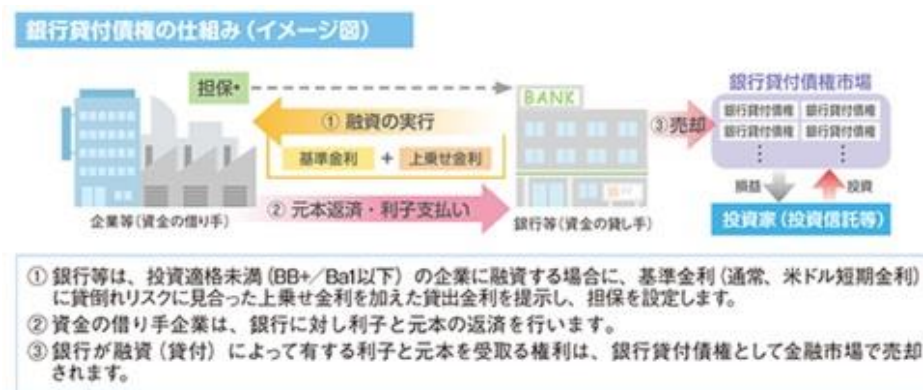 銀行貸付債権の仕組み（イメージ図）
担保*
BANK
① 融資の実行
基準金利 + 上乗せ金利
② 元本返済・利子支払い
企業等（資金の借り手）
銀行等（資金の貸し手）
③ 売却
銀行貸付債権市場
銀行貸付債権 銀行貸付債権
銀行貸付債権 銀行貸付債権
⋮ ⋮
損益 投資
投資家（投資信託等）
① 銀行等は、投資適格未満（BB+／Ba1以下）の企業に融資する場合に、基準金利（通常、米ドル短期金利）
に貸倒れリスクに見合った上乗せ金利を加えた貸出金利を提示し、担保を設定します。
② 資金の借り手企業は、銀行に対し利子と元本の返済を行います。
③ 銀行が融資（貸付）によって有する利子と元本を受取る権利は、銀行貸付債権として金融市場で売却
されます。